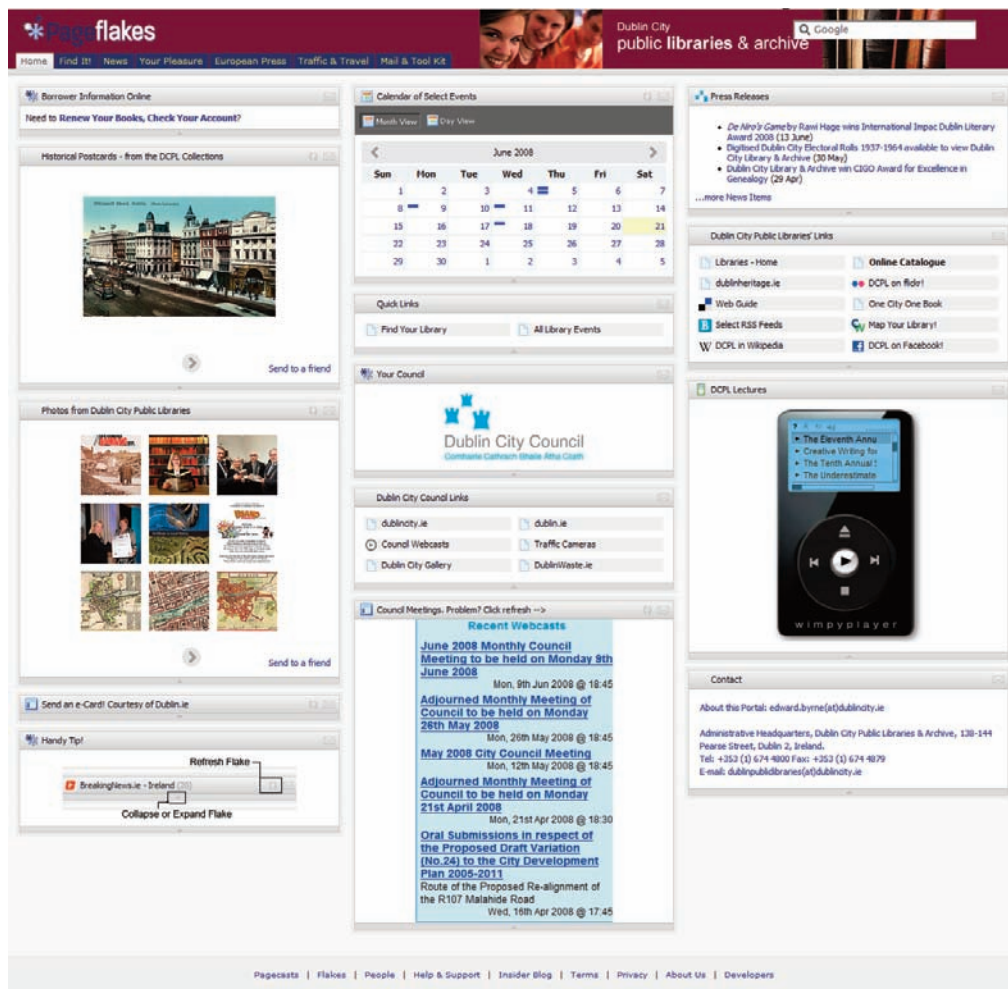 Pageflakes
Dublin City
public libraries & archive
Google
Home Find It! News Your Pleasure European Press Traffic & Travel Mail & Tool Kit
Borrower Information Online
Need to Renew Your Books, Check Your Account?
Historical Postcards - from the DCPL Collections
Send to a friend
Photos from Dublin City Public Libraries
Send to a friend
Send an e-Card! Courtesy of Dublin.ie
Handy Tip!
Refresh Flake
BreakingNews.ie - Ireland (35)
Collapse or Expand Flake
Calendar of Select Events
Month View Day View
June 2008
Sun Mon Tue Wed Thu Fri Sat
1 2 3 4 5 6 7
8 9 10 11 12 13 14
15 16 17 18 19 20 21
22 23 24 25 26 27 28
29 30 1 2 3 4 5
Quick Links
Find Your Library All Library Events
Your Council
Dublin City Council
Comhairle Cathrach Bhaile Átha Cliath
Dublin City Council Links
dublincity.ie dublin.ie
Council Webcasts Traffic Cameras
Dublin City Gallery DublinWaste.ie
Council Meetings. Problem? Click refresh -->
Recent Webcasts
June 2008 Monthly Council
Meeting to be held on Monday 9th
June 2008
Mon, 9th Jun 2008 @ 18:45
Adjourned Monthly Meeting of
Council to be held on Monday
26th May 2008
Mon, 26th May 2008 @ 18:45
May 2008 City Council Meeting
Mon, 12th May 2008 @ 18:45
Adjourned Monthly Meeting of
Council to be held on Monday
21st April 2008
Mon, 21st Apr 2008 @ 18:30
Oral Submissions in respect of
the Proposed Draft Variation
(No.24) to the City Development
Plan 2005-2011
Route of the Proposed Re-alignment of
the R107 Malahide Road
Wed, 16th Apr 2008 @ 17:45
Press Releases
De Niro's Game by Rawi Hage wins International Impac Dublin Literary
Award 2008 (13 June)
Digitised Dublin City Electoral Rolls 1937-1964 available to view Dublin
City Library & Archive (30 May)
Dublin City Library & Archive win CIGO Award for Excellence in
Genealogy (29 Apr)
...more News Items
Dublin City Public Libraries' Links
Libraries - Home Online Catalogue
dublinheritage.ie DCPL on flickr!
Web Guide One City One Book
Select RSS Feeds Map Your Library!
W DCPL in Wikipedia DCPL on Facebook!
DCPL Lectures
The Eleventh Annu
Creative Writing for
The Tenth Annual S
The Underestimate
wimpyplayer
Contact
About this Portal: edward.byrne(at)dublincity.ie
Administrative Headquarters, Dublin City Public Libraries & Archive, 138-144
Pearse Street, Dublin 2, Ireland.
Tel: +353 (1) 674 4800 Fax: +353 (1) 674 4879
E-mail: dublinpubliclibraries(at)dublincity.ie
Pagecasts | Flakes | People | Help & Support | Insider Blog | Terms | Privacy | About Us | Developers